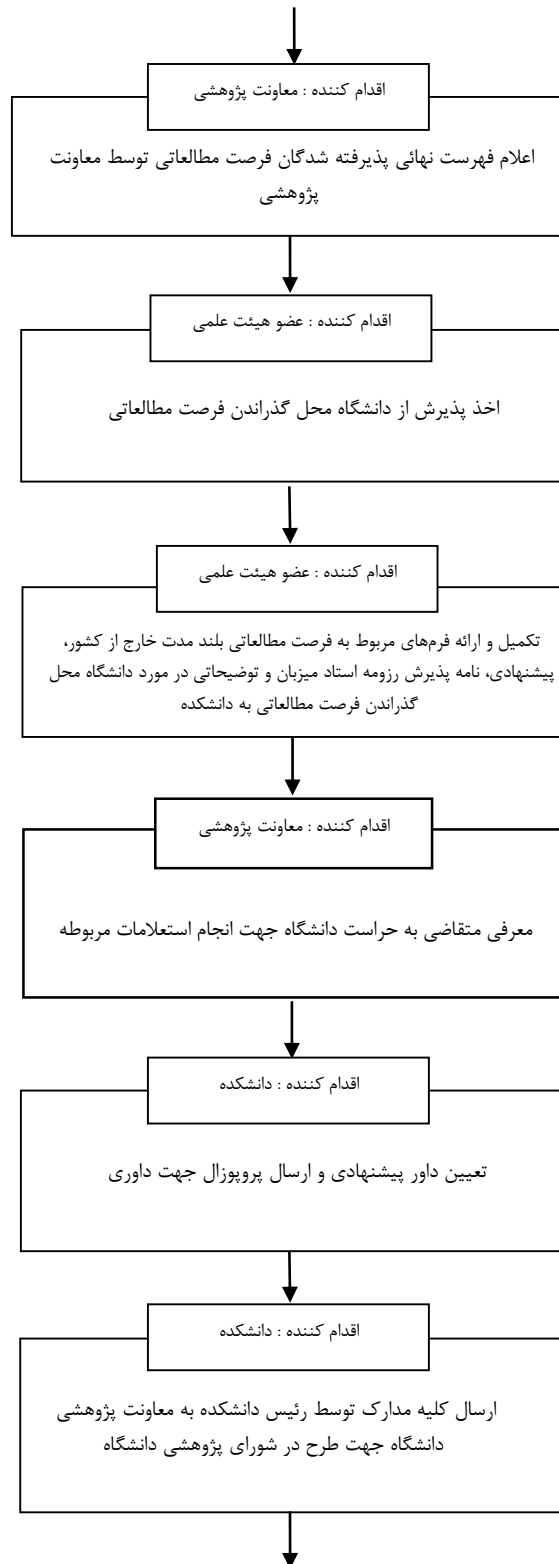 اقدام کننده : معاونت پژوهشی
اعلام فهرست نهائی پذیرفته شدگان فرصت مطالعاتی توسط معاونت
پژوهشی
اقدام کننده : عضو هیئت علمی
اخذ پذیرش از دانشگاه محل گذراندن فرصت مطالعاتی
اقدام کننده : عضو هیئت علمی
تکمیل و ارائه فرم‌های مربوط به فرصت مطالعاتی بلند مدت خارج از کشور،
پیشنهادی، نامه پذیرش رزومه استاد میزبان و توضیحاتی در مورد دانشگاه محل
گذراندن فرصت مطالعاتی به دانشکده
اقدام کننده : معاونت پژوهشی
معرفی متقاضی به حراست دانشگاه جهت انجام استعلامات مربوطه
اقدام کننده : دانشکده
تعیین داور پیشنهادی و ارسال پروپوزال جهت داوری
اقدام کننده : دانشکده
ارسال کلیه مدارک توسط رئیس دانشکده به معاونت پژوهشی
دانشگاه جهت طرح در شورای پژوهشی دانشگاه